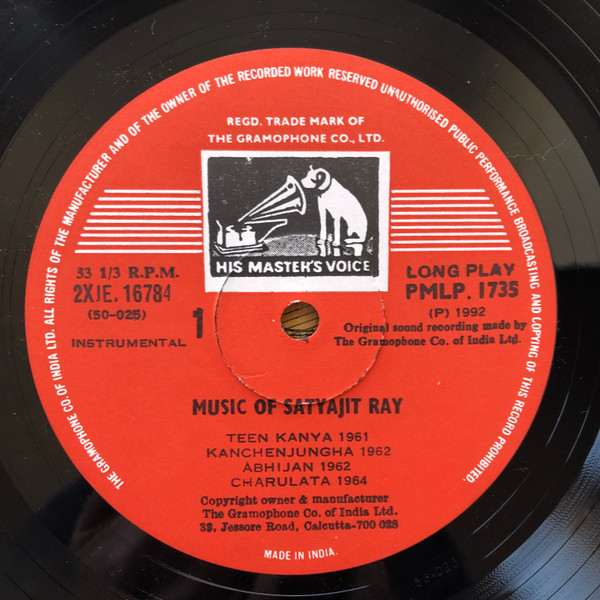 THE GRAMOPHONE CO. OF INDIA LTD. ALL RIGHTS OF THE MANUFACTURER AND OF THE OWNER OF THE RECORDED WORK RESERVED UNAUTHORISED PUBLIC PERFORMANCE BROADCASTING AND COPYING OF THIS RECORD PROHIBITED.
REGD. TRADE MARK OF
THE GRAMOPHONE CO., LTD.
HIS MASTER'S VOICE
33 1/3 R.P.M.
2XJE. 16784
(50-025)
INSTRUMENTAL
1
LONG PLAY
PMLP. 1735
(P) 1992
Original sound recording made by
The Gramophone Co. of India Ltd.
MUSIC OF SATYAJIT RAY
TEEN KANYA 1961
KANCHENJUNGHA 1962
ABHIJAN 1962
CHARULATA 1964
Copyright owner & manufacturer
The Gramophone Co. of India Ltd.
33, Jessore Road, Calcutta-700 028
MADE IN INDIA.